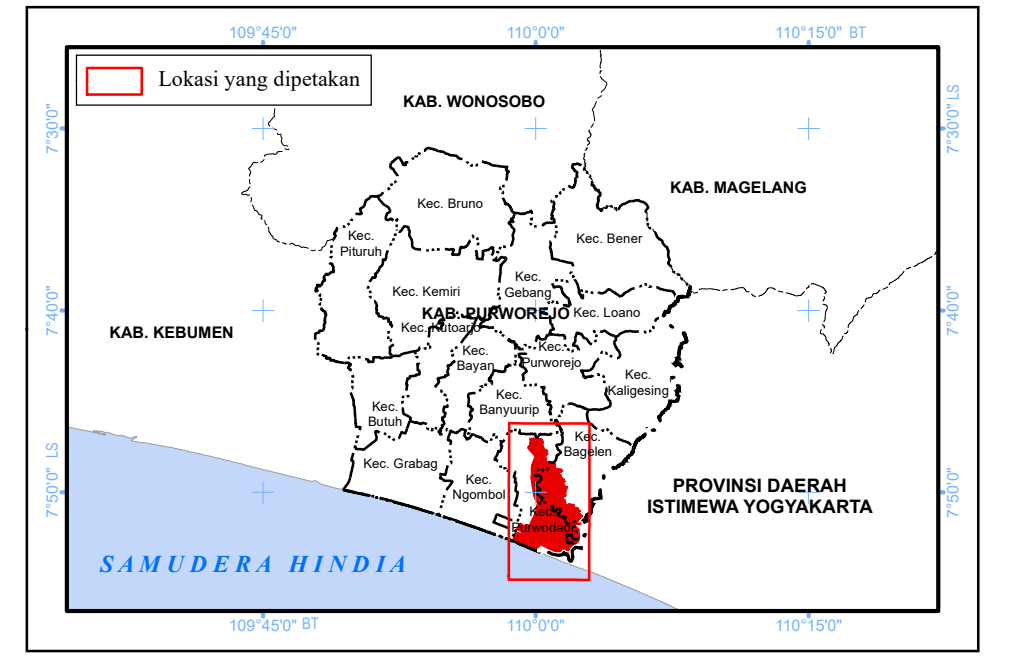 109°45'0"
110°0'0"
110°15'0" BT
Lokasi yang dipetakan
KAB. WONOSOBO
7°30'0"
7°30'0" LS
KAB. MAGELANG
Kec. Bruno
Kec.
Pituruh
Kec. Bener
Kec.
Gebang
Kec. Kemiri
7°40'0"
7°40'0"
KAB. PURWOREJO
Kec. Loano
KAB. KEBUMEN
Kec. Kutoarjo
Kec.
Bayan
Kec.
Purworejo
Kec.
Kaligesing
Kec.
Banyuurip
Kec.
Butuh
Kec.
Bagelen
Kec. Grabag
Kec.
Ngombol
7°50'0" LS
7°50'0"
PROVINSI DAERAH
ISTIMEWA YOGYAKARTA
Kec.
Purwodadi
SAMUDERA HINDIA
109°45'0" BT
110°0'0"
110°15'0"